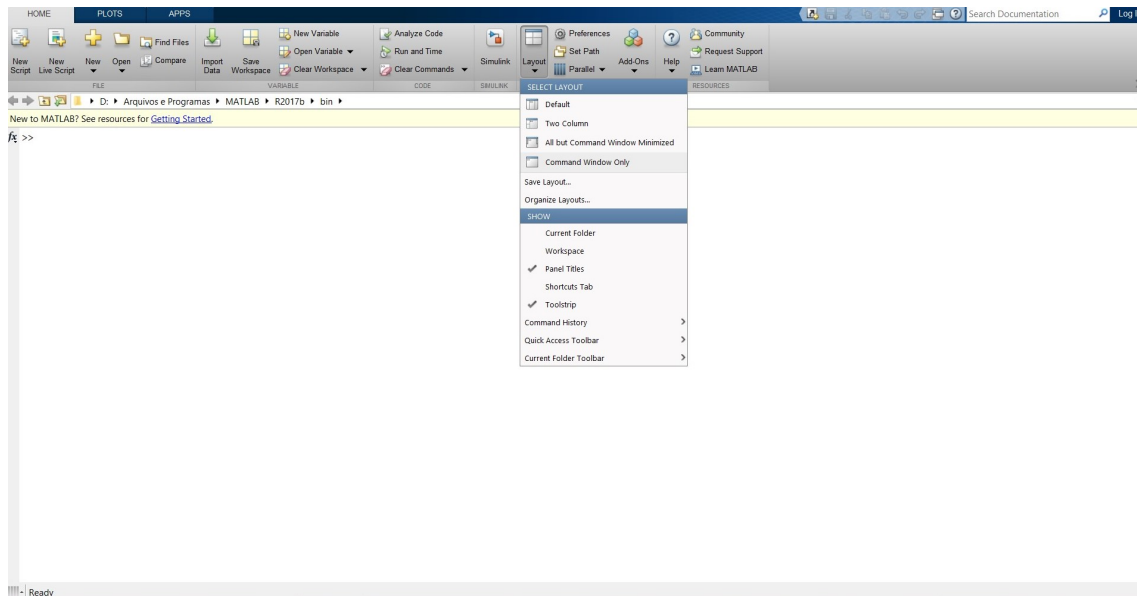 HOME PLOTS APPS
Search Documentation
New Script
New Live Script
New
Open
Find Files
Compare
Import Data
Save Workspace
New Variable
Open Variable
Clear Workspace
Analyze Code
Run and Time
Clear Commands
Simulink
Layout
Preferences
Set Path
Parallel
Add-Ons
Help
Community
Request Support
Learn MATLAB
FILE VARIABLE CODE SIMULINK RESOURCES
D: Arquivos e Programas MATLAB R2017b bin
New to MATLAB? See resources for Getting Started.
fx >>
SELECT LAYOUT
Default
Two Column
All but Command Window Minimized
Command Window Only
Save Layout...
Organize Layouts...
SHOW
Current Folder
Workspace
Panel Titles
Shortcuts Tab
Toolstrip
Command History
Quick Access Toolbar
Current Folder Toolbar
Ready